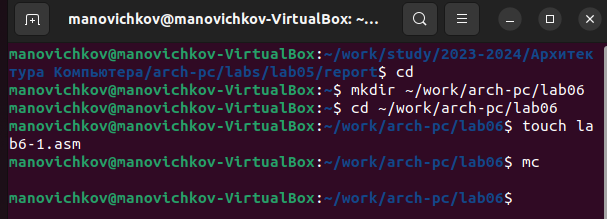 manovichkov@manovichkov-VirtualBox: ~...
manovichkov@manovichkov-VirtualBox:~/work/study/2023-2024/Архитек
тура Компьютера/arch-pc/labs/lab05/report$ cd
manovichkov@manovichkov-VirtualBox:~$ mkdir ~/work/arch-pc/lab06
manovichkov@manovichkov-VirtualBox:~$ cd ~/work/arch-pc/lab06
manovichkov@manovichkov-VirtualBox:~/work/arch-pc/lab06$ touch la
b6-1.asm
manovichkov@manovichkov-VirtualBox:~/work/arch-pc/lab06$ mc
manovichkov@manovichkov-VirtualBox:~/work/arch-pc/lab06$